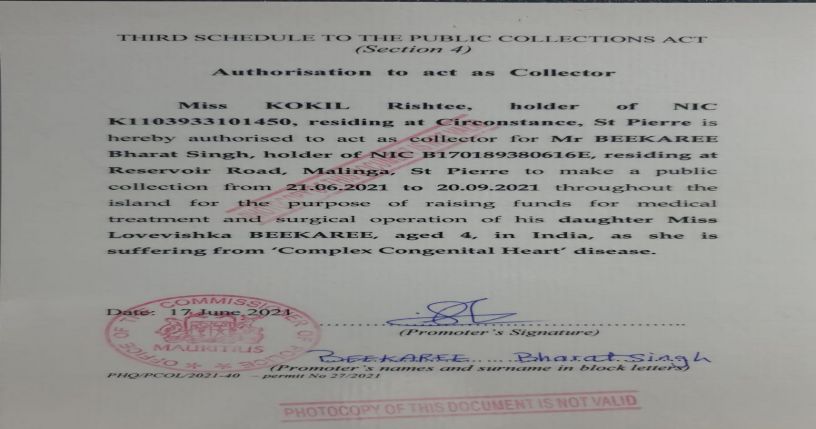 THIRD SCHEDULE TO THE PUBLIC COLLECTIONS ACT
(Section 4)
Authorisation to act as Collector
Miss KOKIL Rishtee, holder of NIC
K1103933101450, residing at Circonstance, St Pierre is
hereby authorised to act as collector for Mr BEEKAREE
Bharat Singh, holder of NIC B170189380616E, residing at
Reservoir Road, Malinga, St Pierre to make a public
collection from 21.06.2021 to 20.09.2021 throughout the
island for the purpose of raising funds for medical
treatment and surgical operation of his daughter Miss
Lovevishka BEEKAREE, aged 4, in India, as she is
suffering from ‘Complex Congenital Heart’ disease.
Date: 17 June 2021
OFFICE OF THE COMMISSIONER OF POLICE
MAURITIUS
(Promoter's Signature)
BEEKAREE Bharat Singh
(Promoter's names and surname in block letters)
PHQ/PCOL/2021-40 – permit No 27/2021
PHOTOCOPY OF THIS DOCUMENT IS NOT VALID